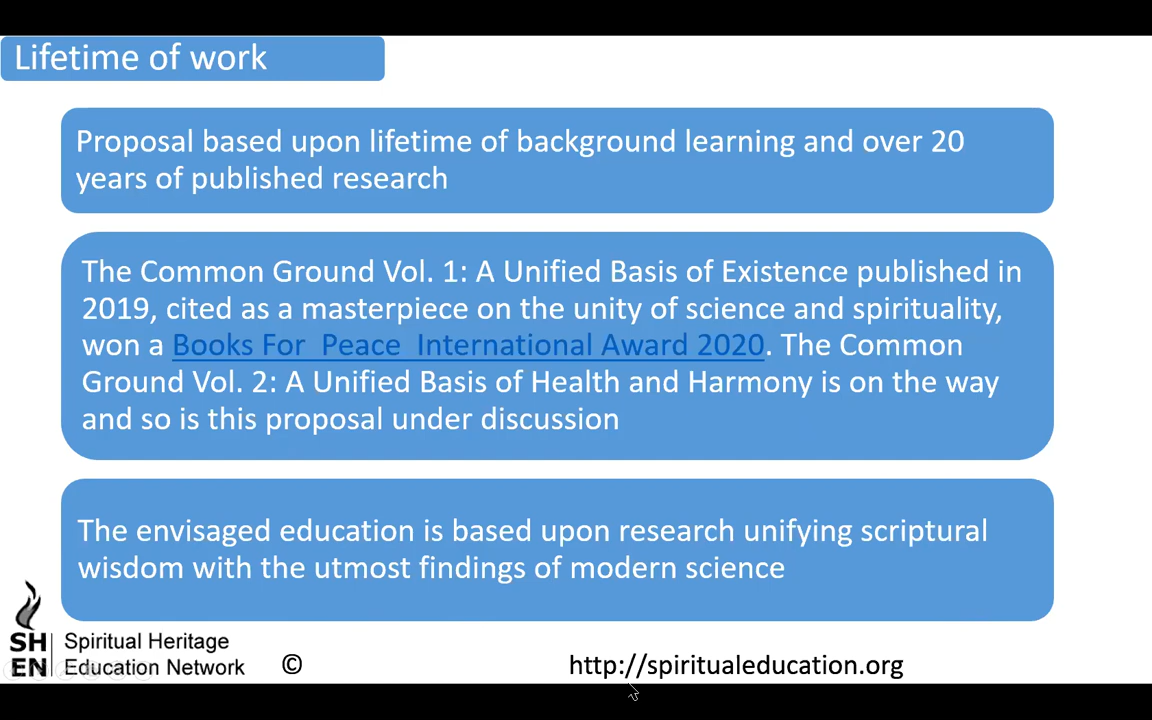 Lifetime of work
Proposal based upon lifetime of background learning and over 20
years of published research
The Common Ground Vol. 1: A Unified Basis of Existence published in
2019, cited as a masterpiece on the unity of science and spirituality,
won a Books For  Peace  International Award 2020. The Common
Ground Vol. 2: A Unified Basis of Health and Harmony is on the way
and so is this proposal under discussion
The envisaged education is based upon research unifying scriptural
wisdom with the utmost findings of modern science
SH Spiritual Heritage
EN Education Network © http://spiritualeducation.org